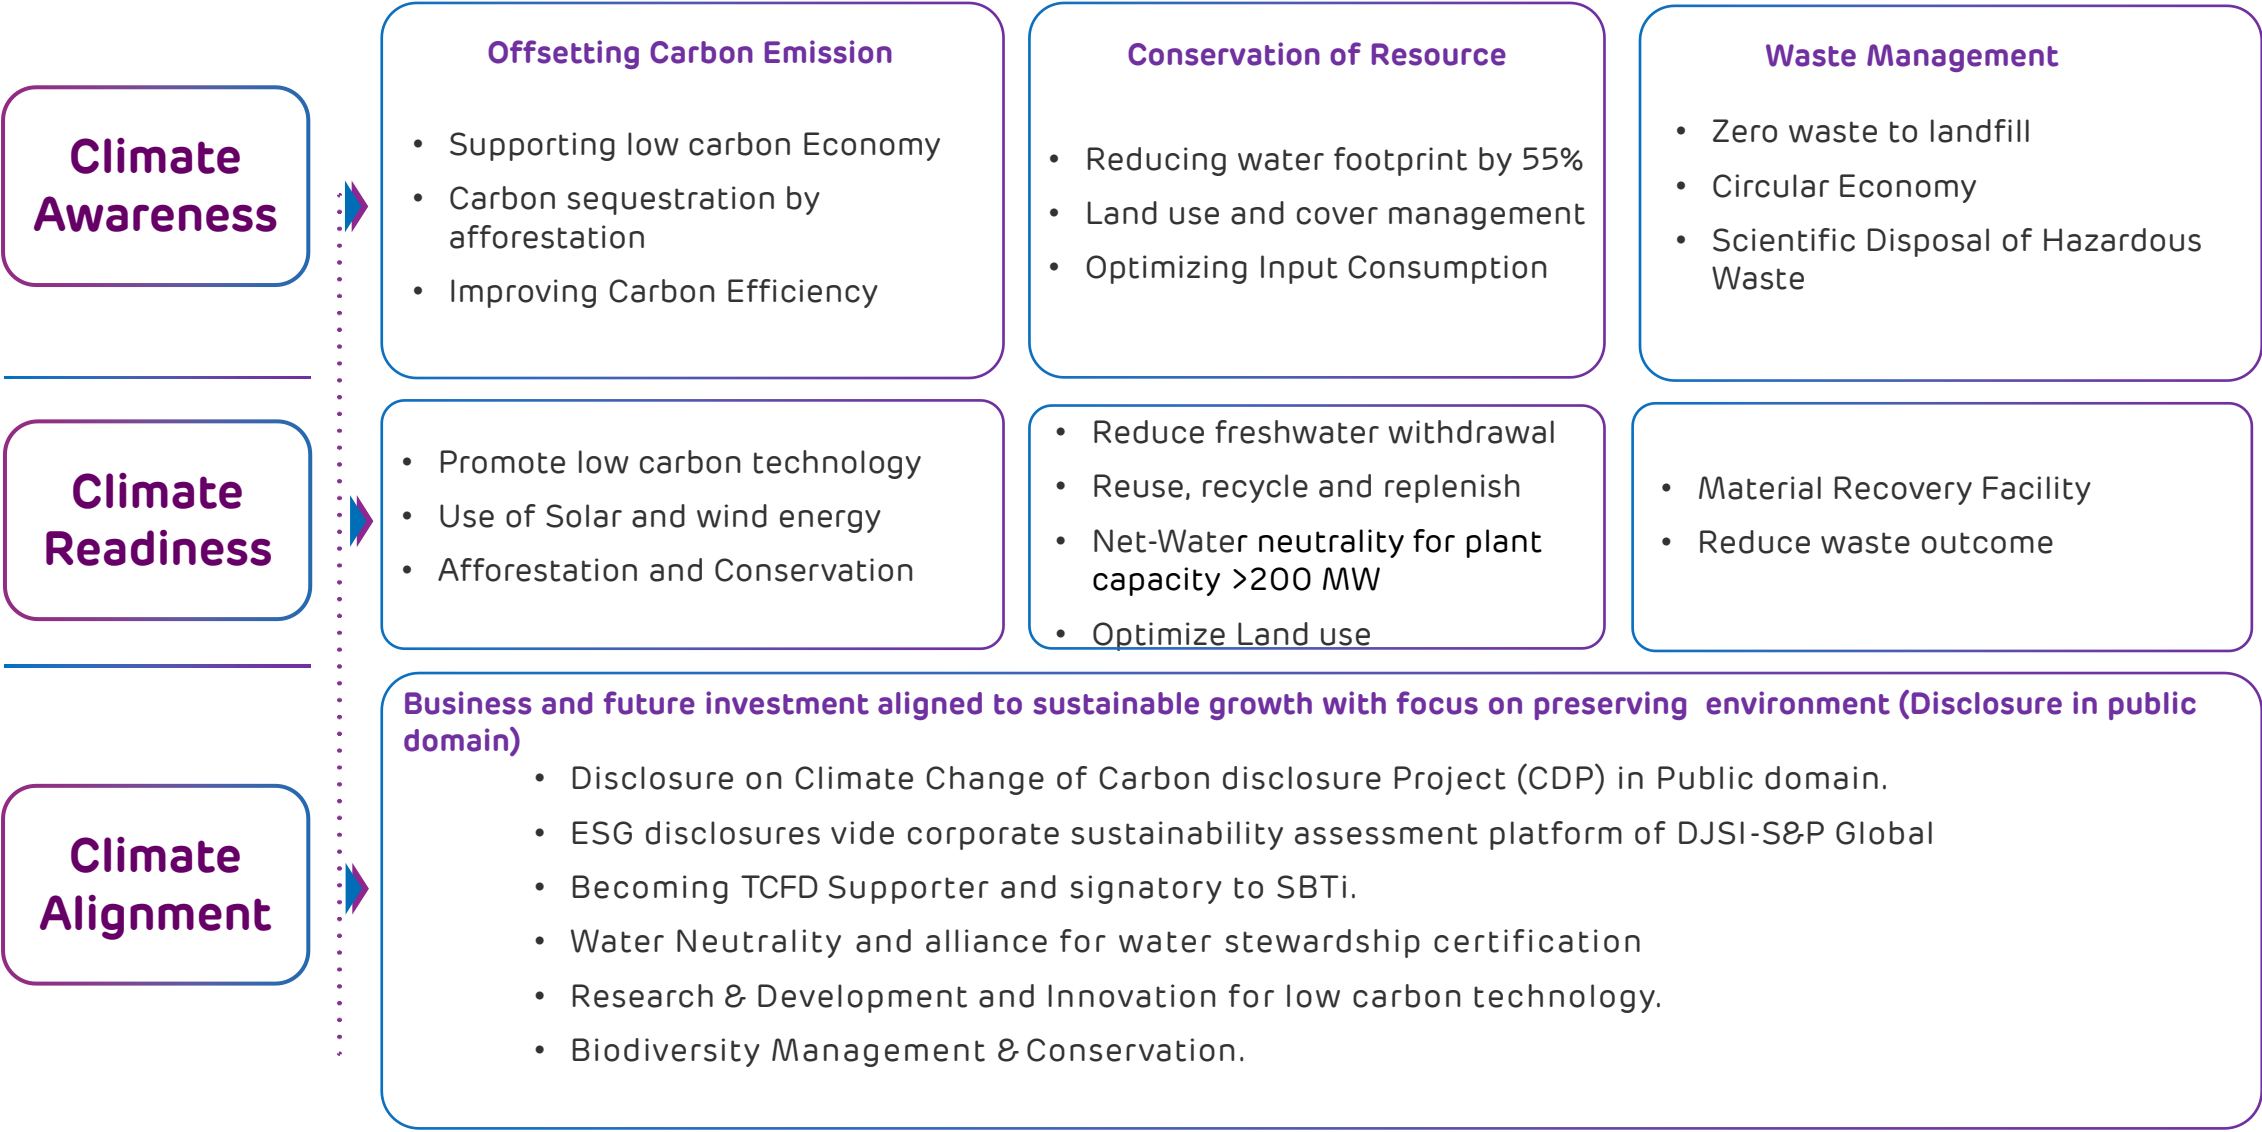 Climate
Awareness
Offsetting Carbon Emission
• Supporting low carbon Economy
• Carbon sequestration by
afforestation
• Improving Carbon Efficiency
Conservation of Resource
• Reducing water footprint by 55%
• Land use and cover management
• Optimizing Input Consumption
Waste Management
• Zero waste to landfill
• Circular Economy
• Scientific Disposal of Hazardous
Waste
Climate
Readiness
• Promote low carbon technology
• Use of Solar and wind energy
• Afforestation and Conservation
• Reduce freshwater withdrawal
• Reuse, recycle and replenish
• Net-Water neutrality for plant
capacity >200 MW
• Optimize Land use
• Material Recovery Facility
• Reduce waste outcome
Climate
Alignment
Business and future investment aligned to sustainable growth with focus on preserving environment (Disclosure in public
domain)
• Disclosure on Climate Change of Carbon disclosure Project (CDP) in Public domain.
• ESG disclosures vide corporate sustainability assessment platform of DJSI-S&P Global
• Becoming TCFD Supporter and signatory to SBTi.
• Water Neutrality and alliance for water stewardship certification
• Research & Development and Innovation for low carbon technology.
• Biodiversity Management & Conservation.